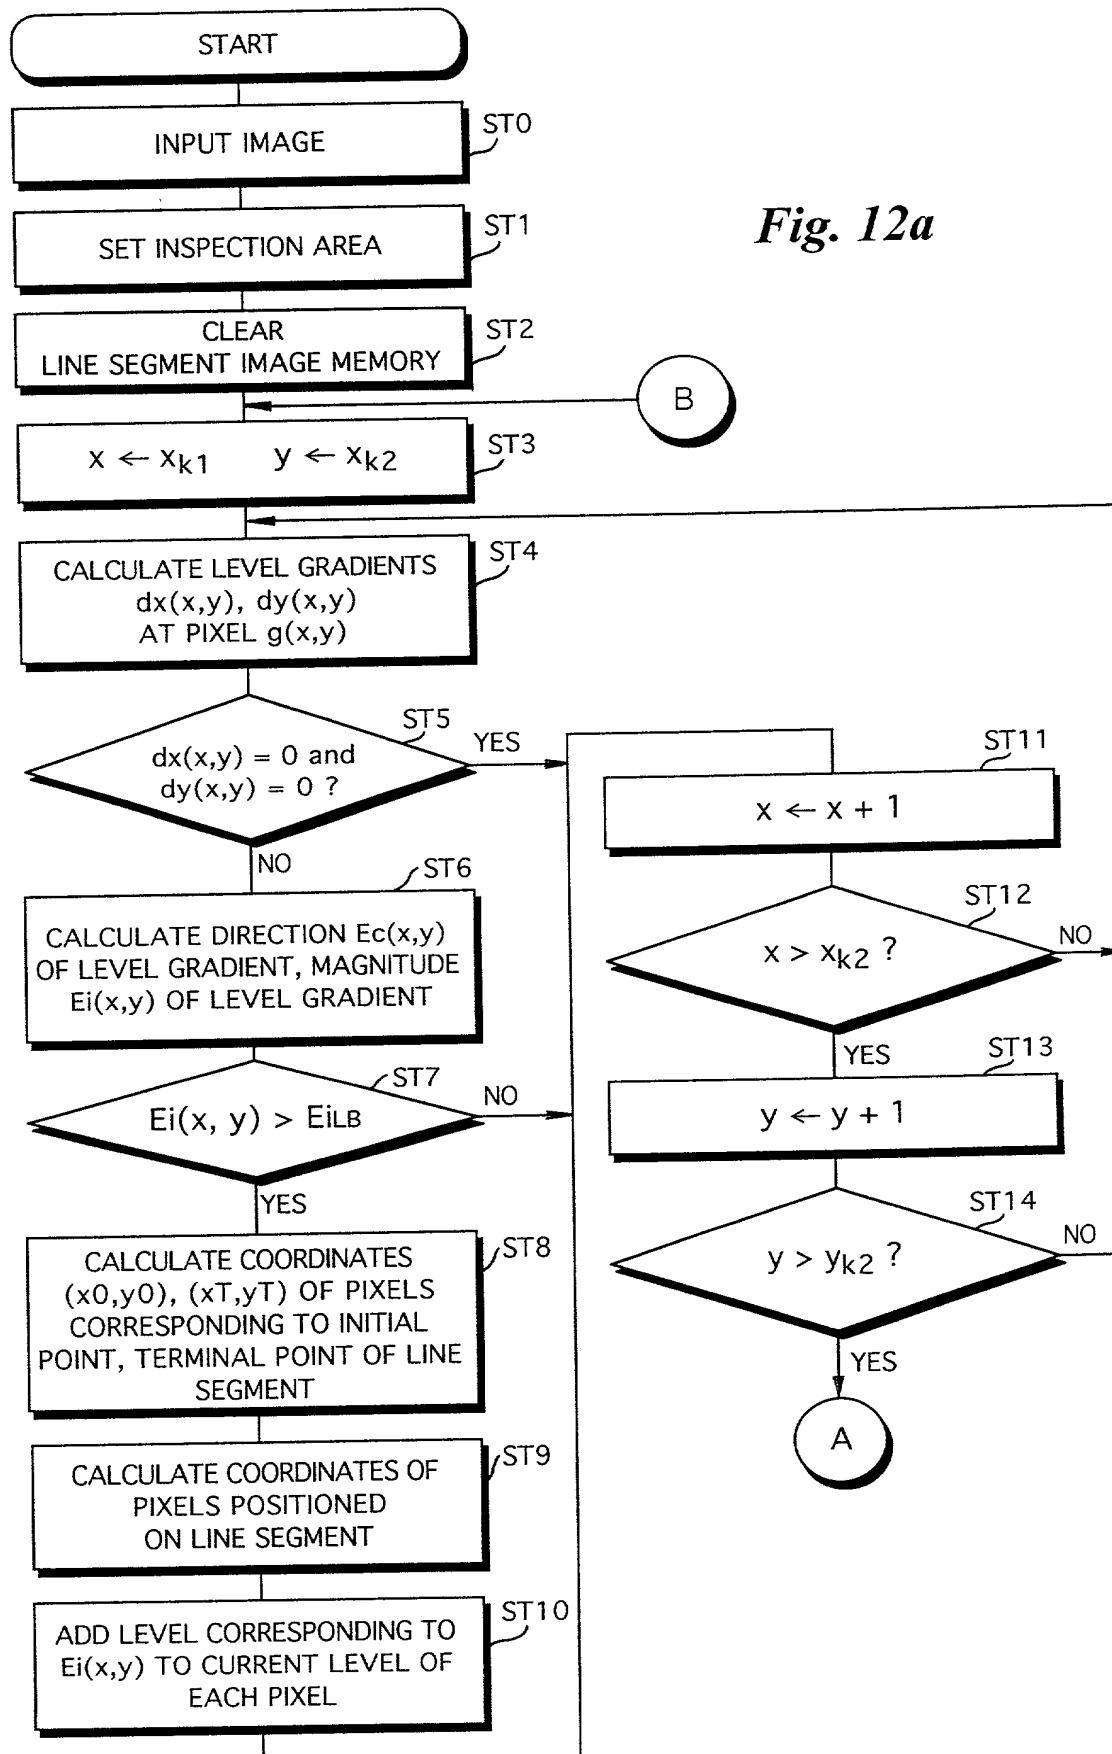 START
INPUT IMAGE
ST0
Fig. 12a
SET INSPECTION AREA
ST1
CLEAR
LINE SEGMENT IMAGE MEMORY
ST2
B
x ← xk1 y ← xk2
ST3
CALCULATE LEVEL GRADIENTS
dx(x,y), dy(x,y)
AT PIXEL g(x,y)
ST4
dx(x,y) = 0 and
dy(x,y) = 0 ?
ST5
YES
NO
CALCULATE DIRECTION Ec(x,y)
OF LEVEL GRADIENT, MAGNITUDE
Ei(x,y) OF LEVEL GRADIENT
ST6
Ei(x, y) > EiLB
ST7
NO
YES
CALCULATE COORDINATES
(x0,y0), (xT,yT) OF PIXELS
CORRESPONDING TO INITIAL
POINT, TERMINAL POINT OF LINE
SEGMENT
ST8
CALCULATE COORDINATES OF
PIXELS POSITIONED
ON LINE SEGMENT
ST9
ADD LEVEL CORRESPONDING TO
Ei(x,y) TO CURRENT LEVEL OF
EACH PIXEL
ST10
x ← x + 1
ST11
x > xk2 ?
ST12
NO
YES
y ← y + 1
ST13
y > yk2 ?
ST14
NO
YES
A